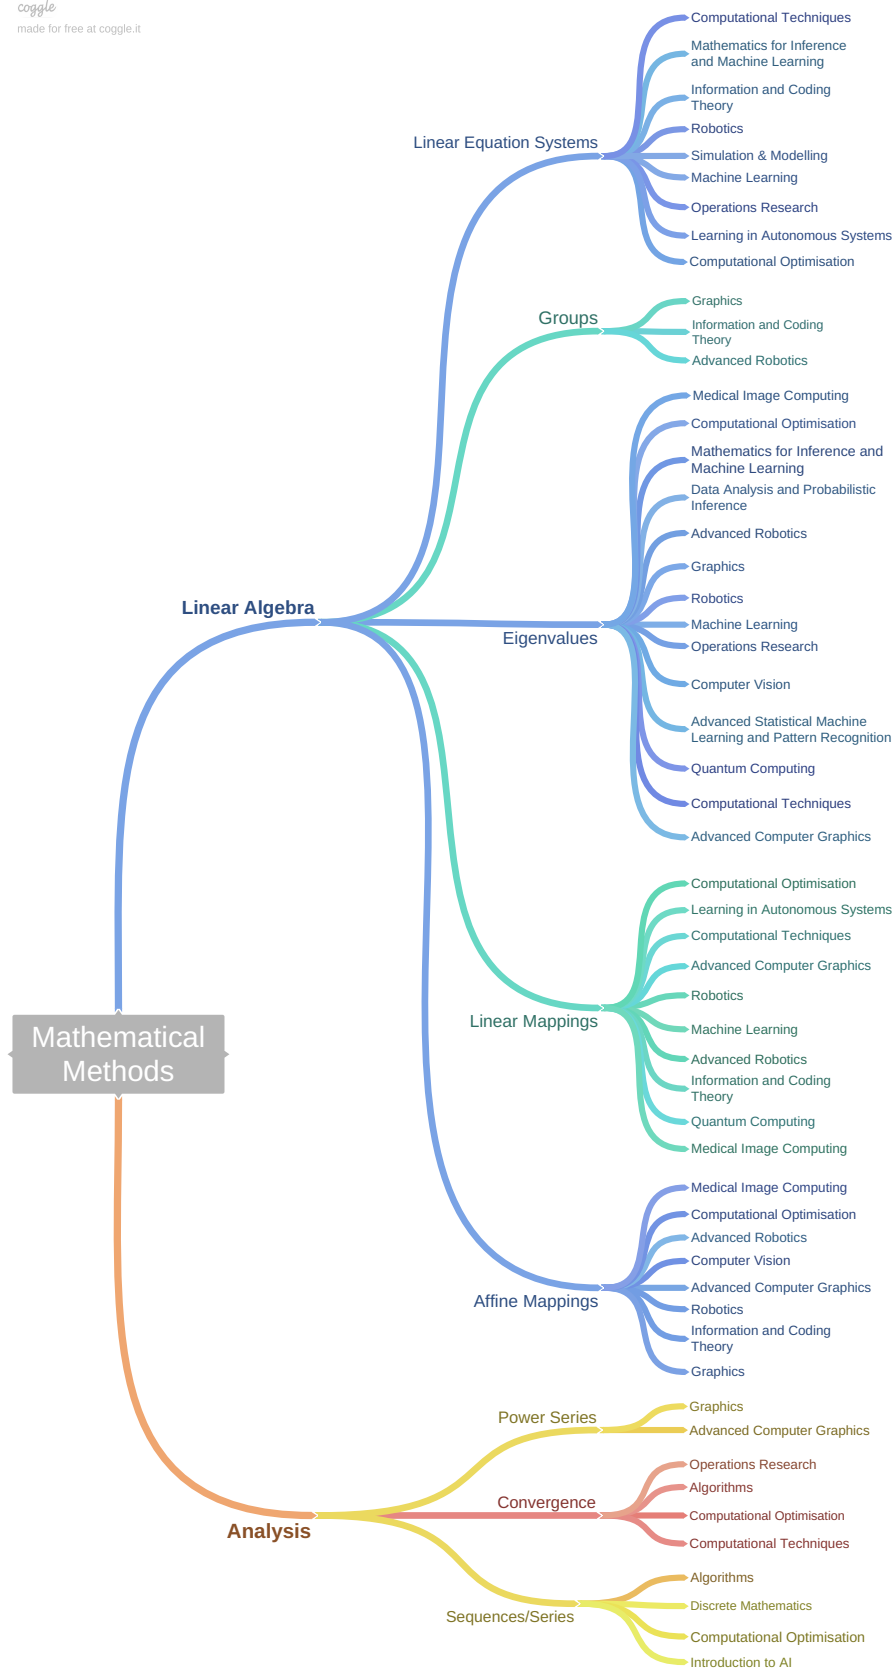 coggle
made for free at coggle.it
Computational Techniques
Mathematics for Inference
and Machine Learning
Information and Coding
Theory
Robotics
Linear Equation Systems
Simulation & Modelling
Machine Learning
Operations Research
Learning in Autonomous Systems
Computational Optimisation
Graphics
Groups
Information and Coding
Theory
Advanced Robotics
Medical Image Computing
Computational Optimisation
Mathematics for Inference and
Machine Learning
Data Analysis and Probabilistic
Inference
Advanced Robotics
Graphics
Robotics
Linear Algebra
Machine Learning
Eigenvalues
Operations Research
Computer Vision
Advanced Statistical Machine
Learning and Pattern Recognition
Quantum Computing
Computational Techniques
Advanced Computer Graphics
Computational Optimisation
Learning in Autonomous Systems
Computational Techniques
Advanced Computer Graphics
Robotics
Linear Mappings
Machine Learning
Mathematical
Methods
Advanced Robotics
Information and Coding
Theory
Quantum Computing
Medical Image Computing
Medical Image Computing
Computational Optimisation
Advanced Robotics
Computer Vision
Advanced Computer Graphics
Affine Mappings
Robotics
Information and Coding
Theory
Graphics
Power Series
Graphics
Advanced Computer Graphics
Operations Research
Algorithms
Convergence
Computational Optimisation
Analysis
Computational Techniques
Algorithms
Discrete Mathematics
Sequences/Series
Computational Optimisation
Introduction to AI